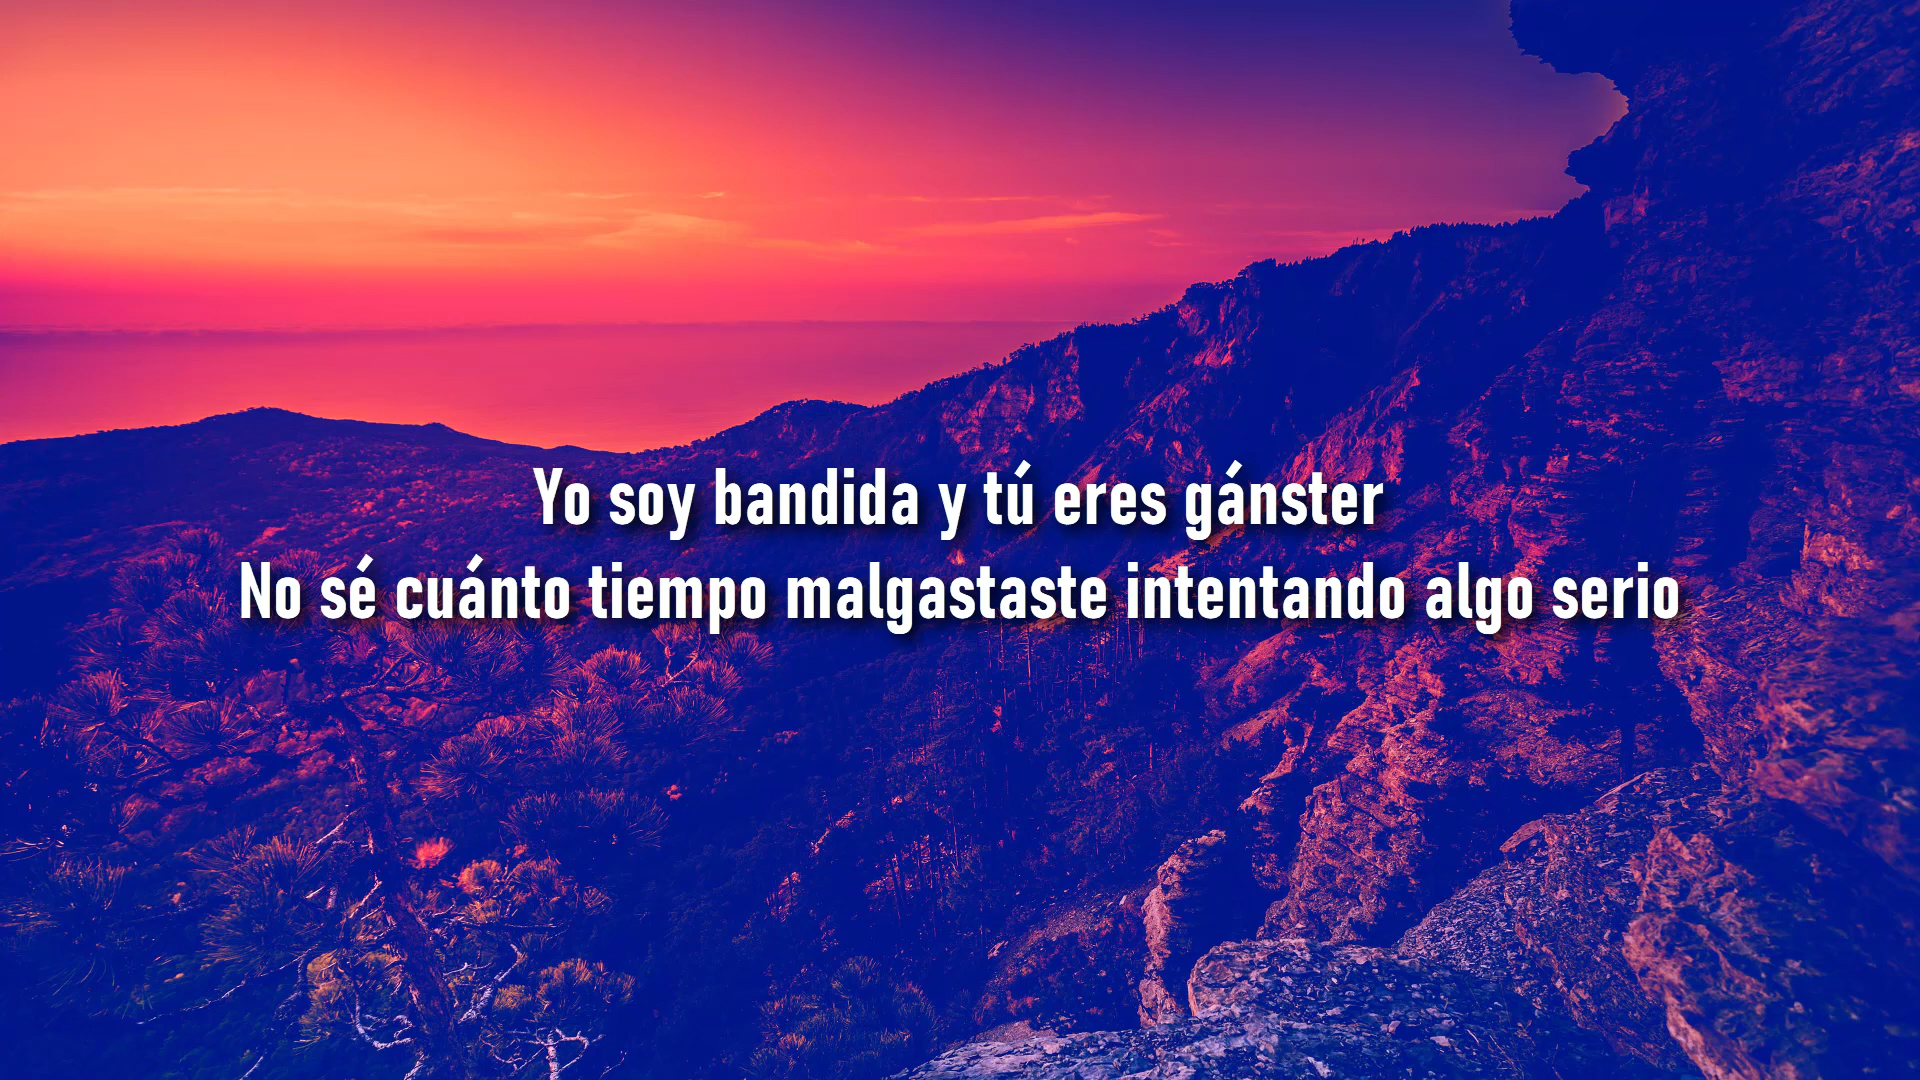 Yo soy bandida y tú eres gánster
No sé cuánto tiempo malgastaste intentando algo serio